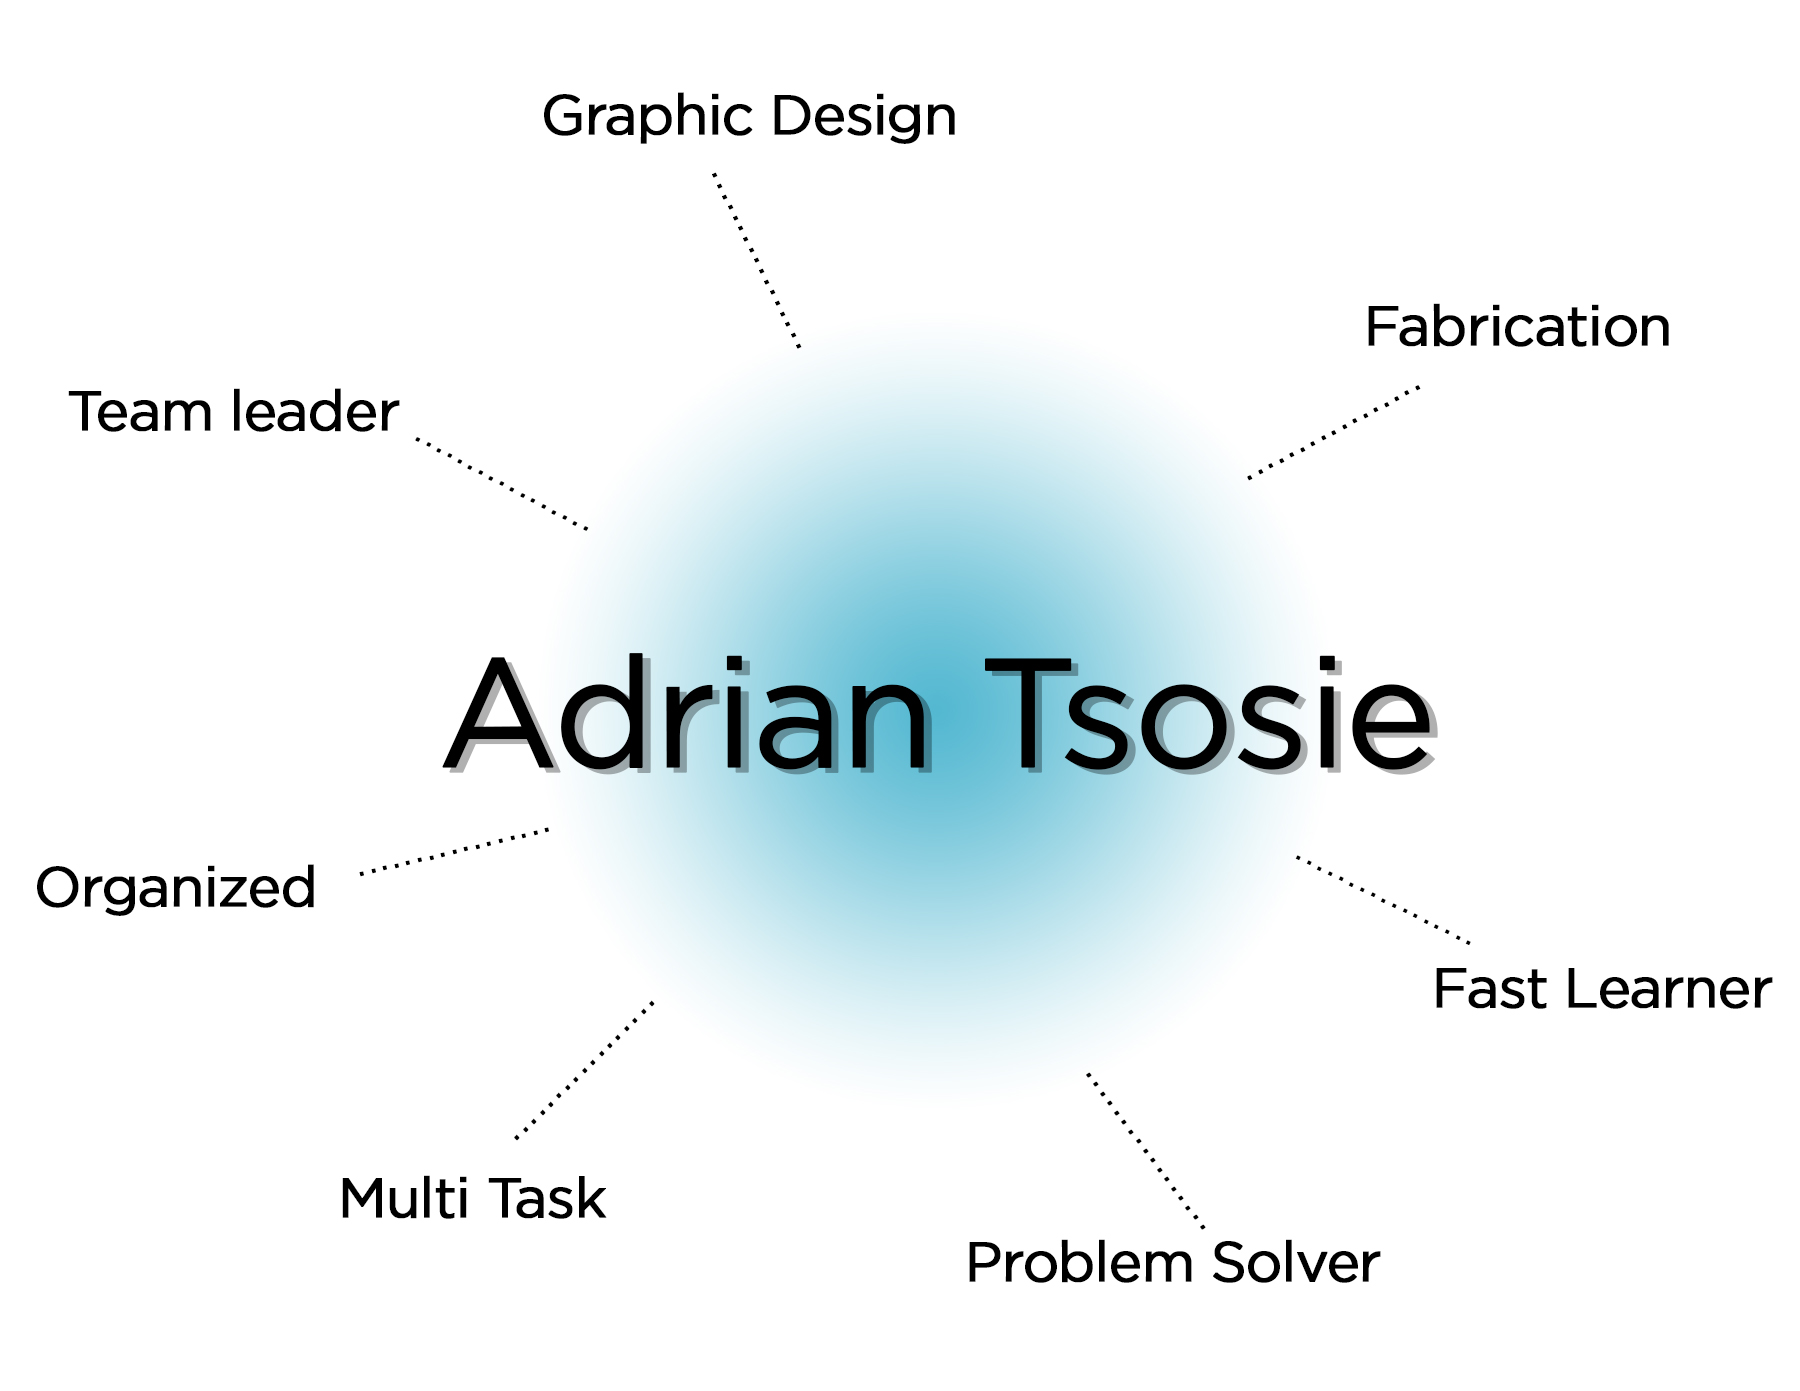 Graphic Design
Fabrication
Team leader
Adrian Tsosie
Organized
Fast Learner
Multi Task
Problem Solver